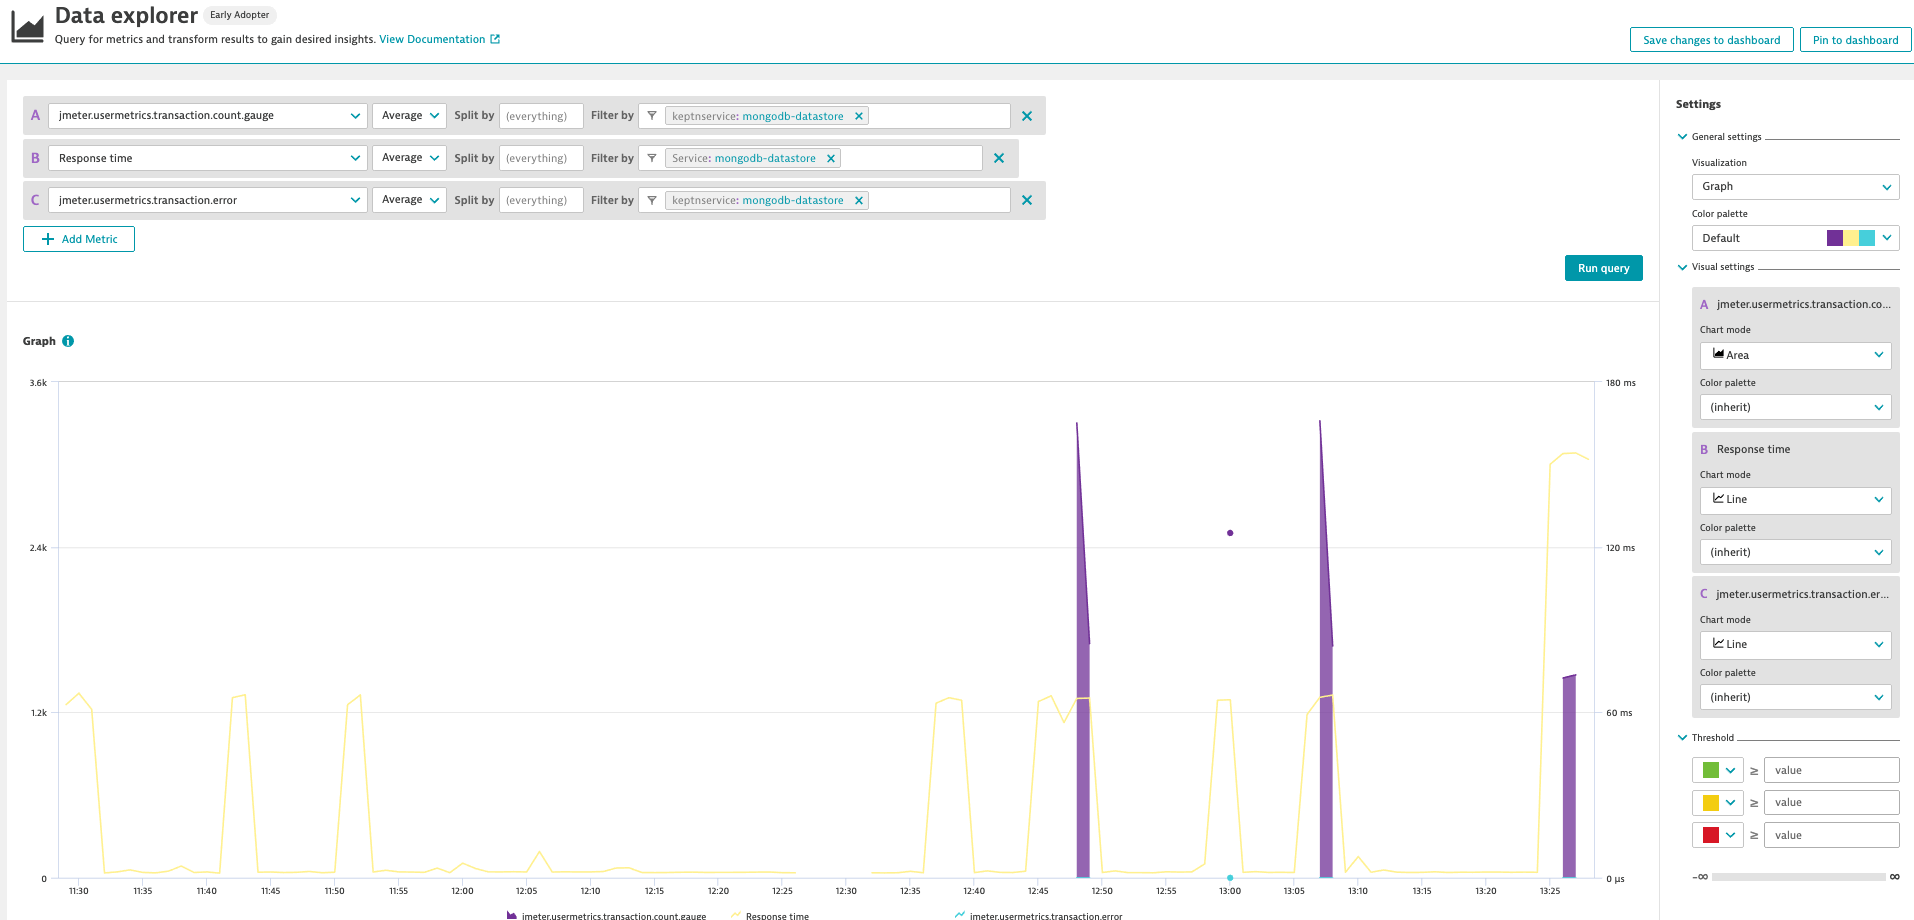 Data explorer Early Adopter
Query for metrics and transform results to gain desired insights. View Documentation
Save changes to dashboard Pin to dashboard
A jmeter.usermetrics.transaction.count.gauge Average Split by (everything) Filter by keptnservice: mongodb-datastore
B Response time Average Split by (everything) Filter by Service: mongodb-datastore
C jmeter.usermetrics.transaction.error Average Split by (everything) Filter by keptnservice: mongodb-datastore
Add Metric
Run query
Graph
3.6k
2.4k
1.2k
0
180 ms
120 ms
60 ms
0 µs
11:30 11:35 11:40 11:45 11:50 11:55 12:00 12:05 12:10 12:15 12:20 12:25 12:30 12:35 12:40 12:45 12:50 12:55 13:00 13:05 13:10 13:15 13:20 13:25
jmeter.usermetrics.transaction.count.gauge Response time jmeter.usermetrics.transaction.error
Settings
General settings
Visualization
Graph
Color palette
Default
Visual settings
A jmeter.usermetrics.transaction.co...
Chart mode
Area
Color palette
(inherit)
B Response time
Chart mode
Line
Color palette
(inherit)
C jmeter.usermetrics.transaction.er...
Chart mode
Line
Color palette
(inherit)
Threshold
≥ value
≥ value
≥ value
-∞ ∞